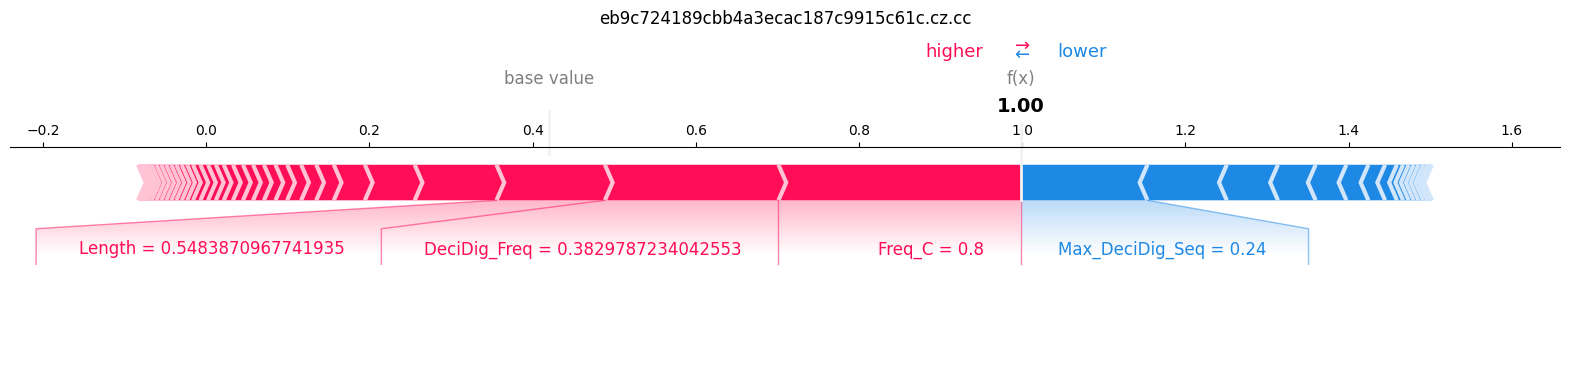 eb9c724189cbb4a3ecac187c9915c61c.cz.cc
higher ⇄ lower
base value f(x)
1.00
−0.2 0.0 0.2 0.4 0.6 0.8 1.0 1.2 1.4 1.6
Length = 0.5483870967741935 DeciDig_Freq = 0.3829787234042553 Freq_C = 0.8 Max_DeciDig_Seq = 0.24